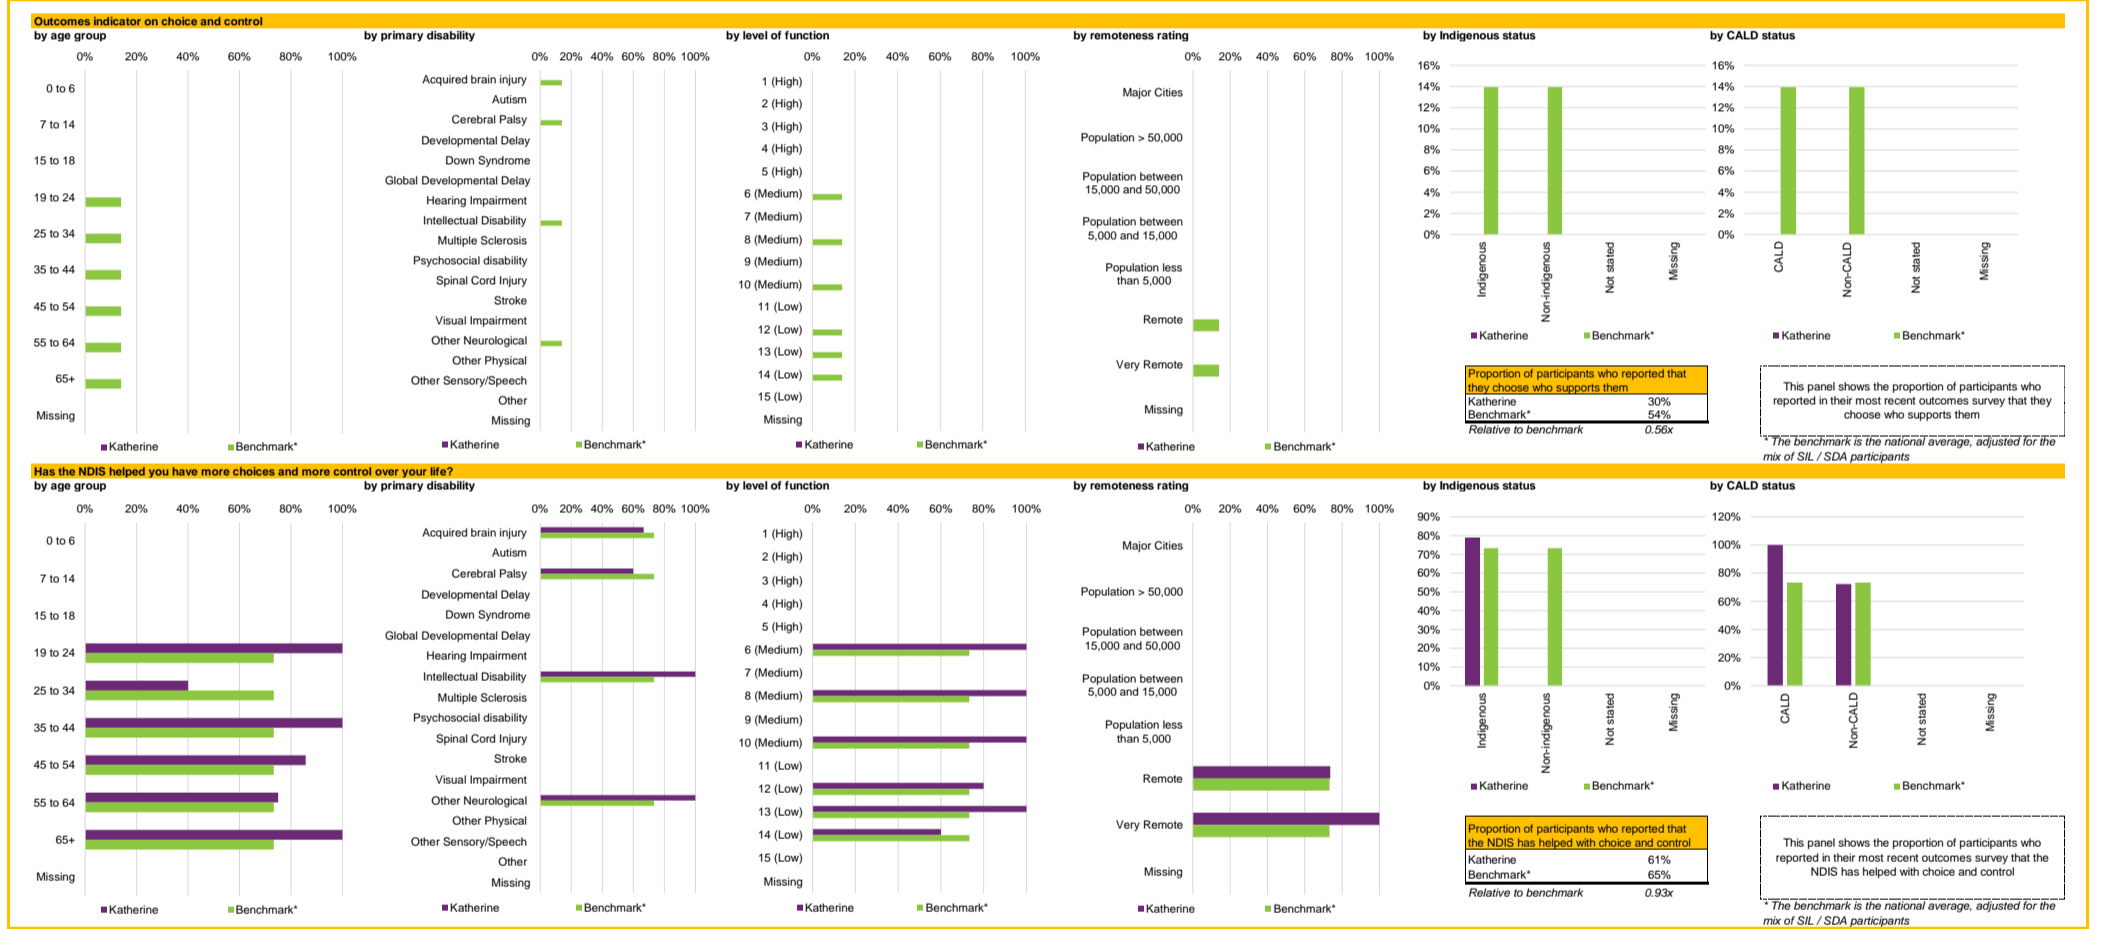 Outcomes indicator on choice and control
by age group
0% 20% 40% 60% 80% 100%
0 to 6
7 to 14
15 to 18
19 to 24
25 to 34
35 to 44
45 to 54
55 to 64
65+
Missing
Katherine Benchmark*
by primary disability
0% 20% 40% 60% 80% 100%
Acquired brain injury
Autism
Cerebral Palsy
Developmental Delay
Down Syndrome
Global Developmental Delay
Hearing Impairment
Intellectual Disability
Multiple Sclerosis
Psychosocial disability
Spinal Cord Injury
Stroke
Visual Impairment
Other Neurological
Other Physical
Other Sensory/Speech
Other
Missing
Katherine Benchmark*
by level of function
0% 20% 40% 60% 80% 100%
1 (High)
2 (High)
3 (High)
4 (High)
5 (High)
6 (Medium)
7 (Medium)
8 (Medium)
9 (Medium)
10 (Medium)
11 (Low)
12 (Low)
13 (Low)
14 (Low)
15 (Low)
Missing
Katherine Benchmark*
by remoteness rating
0% 20% 40% 60% 80% 100%
Major Cities
Population > 50,000
Population between
15,000 and 50,000
Population between
5,000 and 15,000
Population less
than 5,000
Remote
Very Remote
Missing
Katherine Benchmark*
by Indigenous status
16%
14%
12%
10%
8%
6%
4%
2%
0%
Indigenous
Non-indigenous
Not stated
Missing
Katherine Benchmark*
by CALD status
16%
14%
12%
10%
8%
6%
4%
2%
0%
CALD
Non-CALD
Not stated
Missing
Katherine Benchmark*
Proportion of participants who reported that
they choose who supports them
Katherine 30%
Benchmark* 54%
Relative to benchmark 0.56x
This panel shows the proportion of participants who
reported in their most recent outcomes survey that they
choose who supports them
* The benchmark is the national average, adjusted for the
mix of SIL / SDA participants
Has the NDIS helped you have more choices and more control over your life?
by age group
0% 20% 40% 60% 80% 100%
0 to 6
7 to 14
15 to 18
19 to 24
25 to 34
35 to 44
45 to 54
55 to 64
65+
Missing
Katherine Benchmark*
by primary disability
0% 20% 40% 60% 80% 100%
Acquired brain injury
Autism
Cerebral Palsy
Developmental Delay
Down Syndrome
Global Developmental Delay
Hearing Impairment
Intellectual Disability
Multiple Sclerosis
Psychosocial disability
Spinal Cord Injury
Stroke
Visual Impairment
Other Neurological
Other Physical
Other Sensory/Speech
Other
Missing
Katherine Benchmark*
by level of function
0% 20% 40% 60% 80% 100%
1 (High)
2 (High)
3 (High)
4 (High)
5 (High)
6 (Medium)
7 (Medium)
8 (Medium)
9 (Medium)
10 (Medium)
11 (Low)
12 (Low)
13 (Low)
14 (Low)
15 (Low)
Missing
Katherine Benchmark*
by remoteness rating
0% 20% 40% 60% 80% 100%
Major Cities
Population > 50,000
Population between
15,000 and 50,000
Population between
5,000 and 15,000
Population less
than 5,000
Remote
Very Remote
Missing
Katherine Benchmark*
by Indigenous status
90%
80%
70%
60%
50%
40%
30%
20%
10%
0%
Indigenous
Non-indigenous
Not stated
Missing
Katherine Benchmark*
by CALD status
120%
100%
80%
60%
40%
20%
0%
CALD
Non-CALD
Not stated
Missing
Katherine Benchmark*
Proportion of participants who reported that
the NDIS has helped with choice and control
Katherine 61%
Benchmark* 65%
Relative to benchmark 0.93x
This panel shows the proportion of participants who
reported in their most recent outcomes survey that the
NDIS has helped with choice and control
* The benchmark is the national average, adjusted for the
mix of SIL / SDA participants